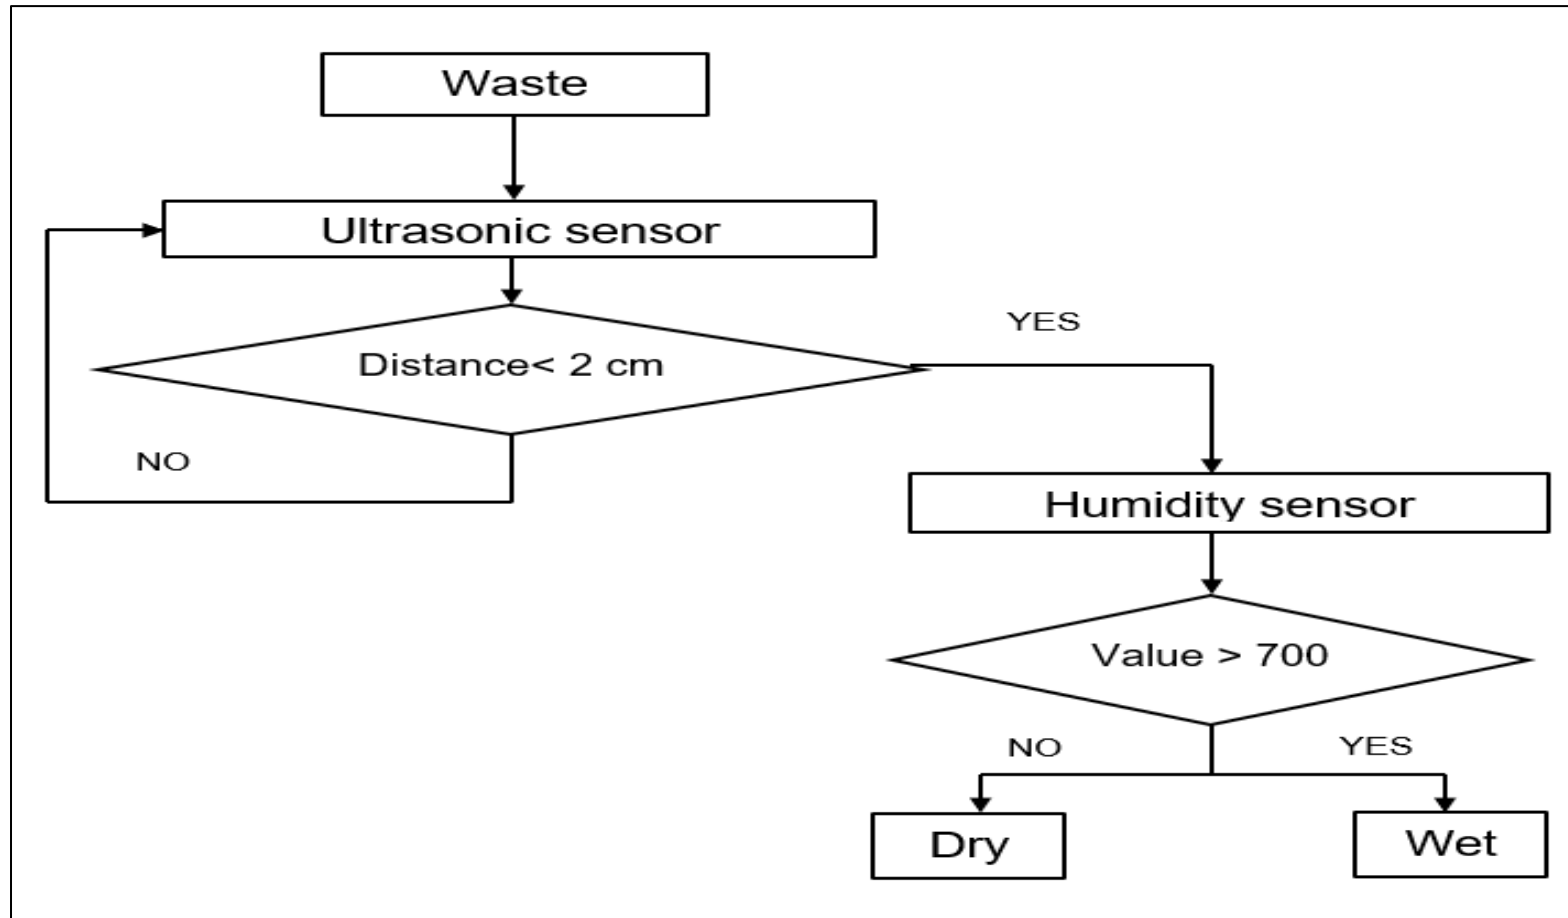 Waste
Ultrasonic sensor
Distance< 2 cm
YES
NO
Humidity sensor
Value > 700
NO
YES
Dry
Wet